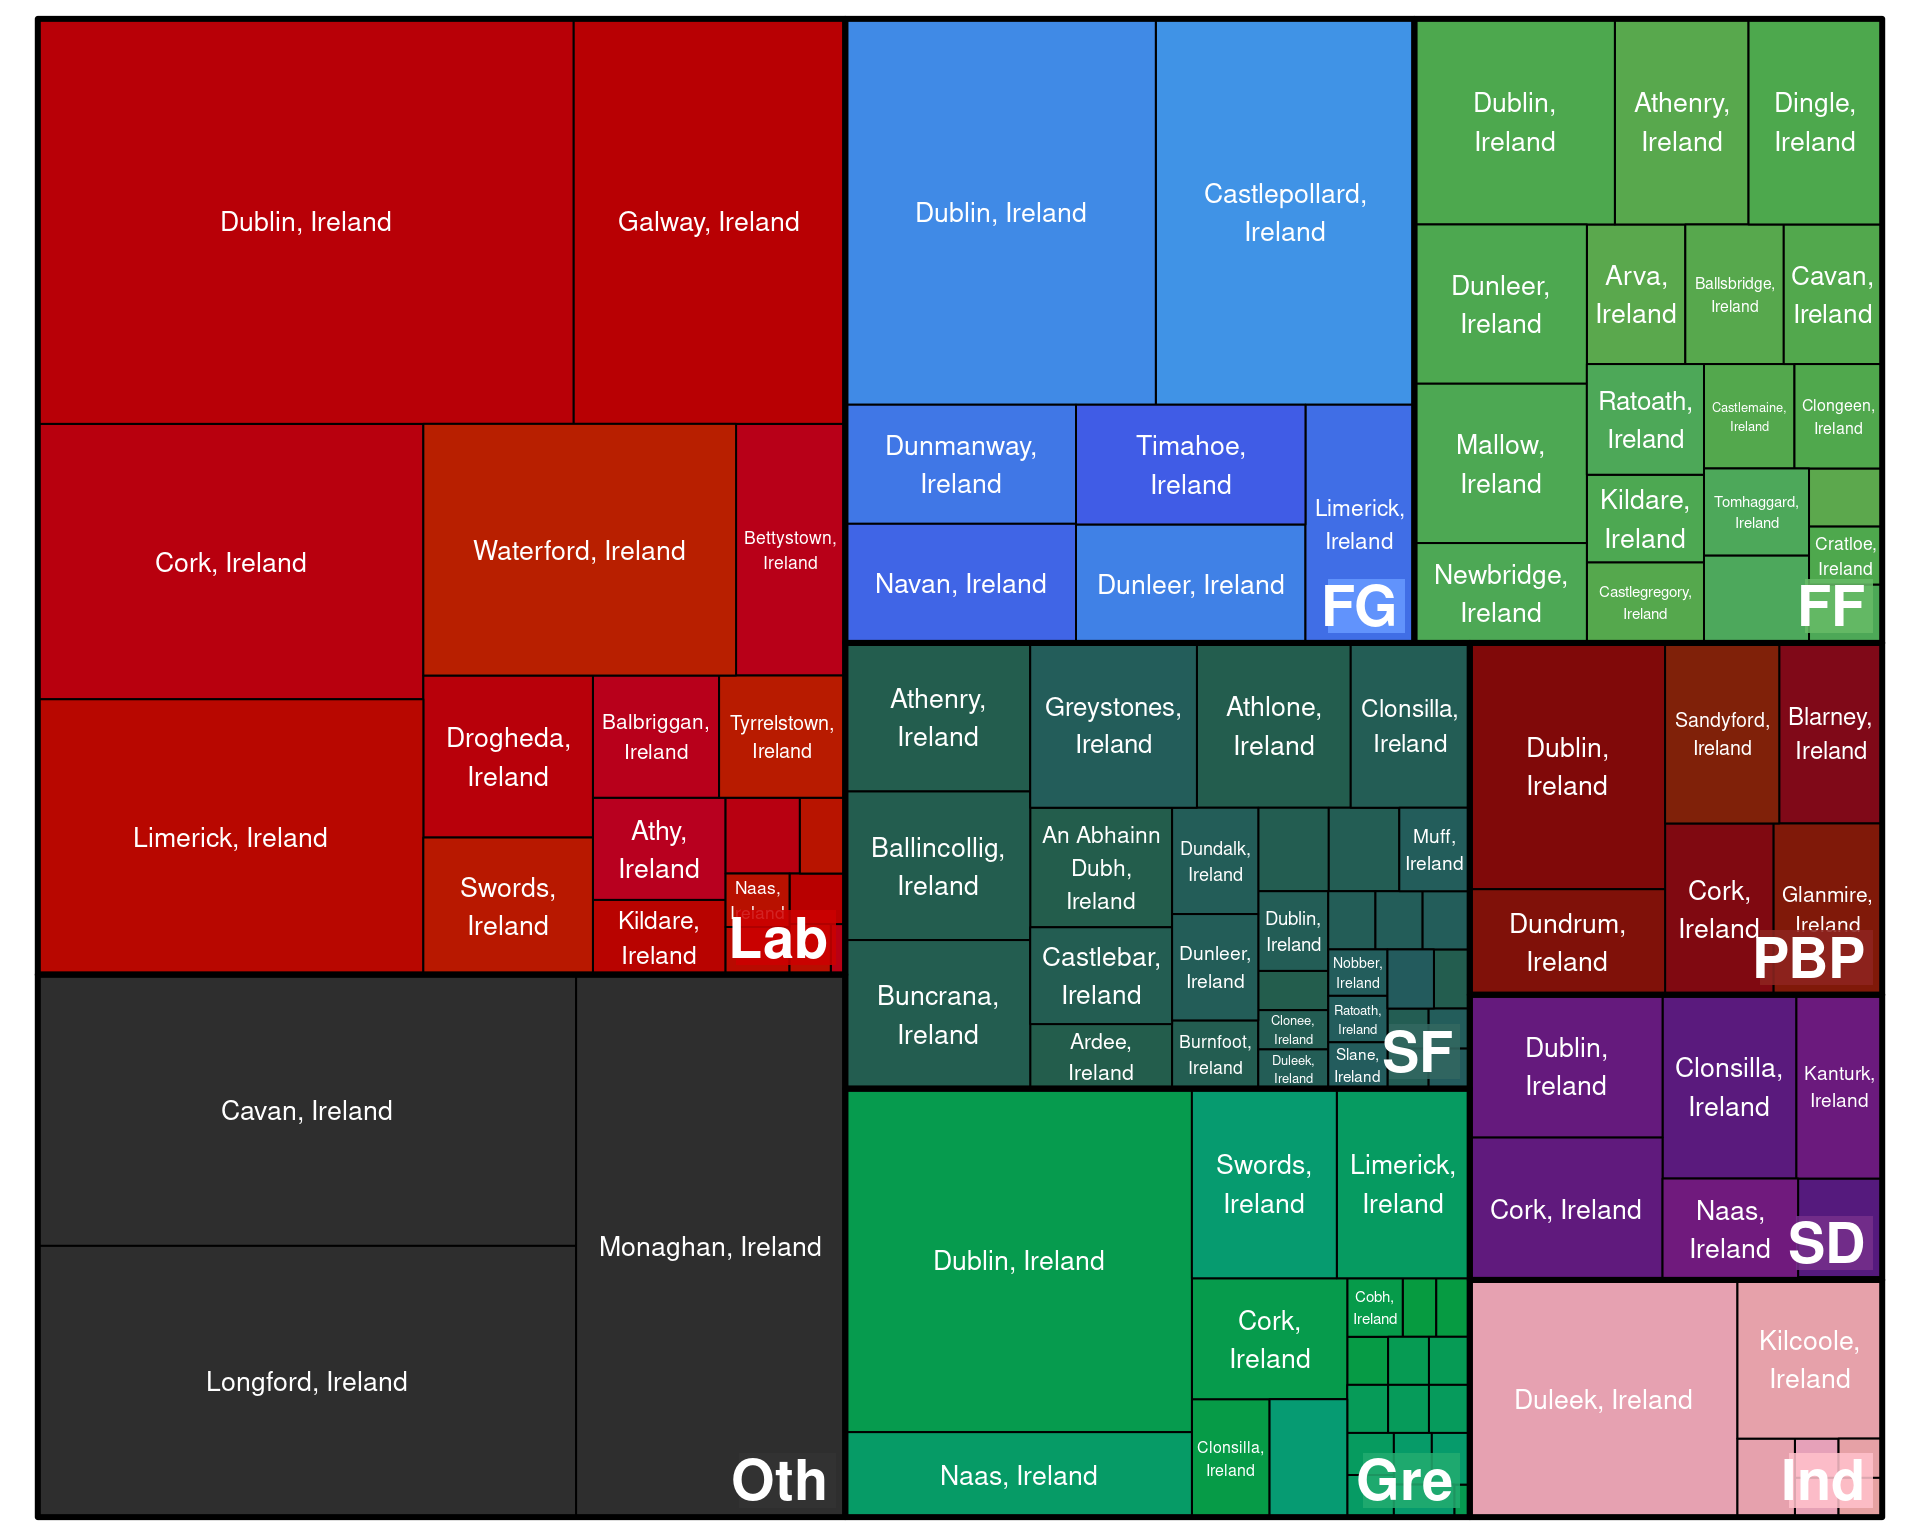 Dublin, Ireland
Galway, Ireland
Cork, Ireland
Waterford, Ireland
Bettystown,
Ireland
Limerick, Ireland
Drogheda,
Ireland
Balbriggan,
Ireland
Tyrrelstown,
Ireland
Swords,
Ireland
Athy,
Ireland
Kildare,
Ireland
Naas,
Ireland
Lab
Cavan, Ireland
Longford, Ireland
Monaghan, Ireland
Oth
Dublin, Ireland
Castlepollard,
Ireland
Dunmanway,
Ireland
Timahoe,
Ireland
Limerick,
Ireland
Navan, Ireland
Dunleer, Ireland
FG
Dublin,
Ireland
Athenry,
Ireland
Dingle,
Ireland
Dunleer,
Ireland
Arva,
Ireland
Ballsbridge,
Ireland
Cavan,
Ireland
Mallow,
Ireland
Ratoath,
Ireland
Castlemaine,
Ireland
Clongeen,
Ireland
Kildare,
Ireland
Tomhaggard,
Ireland
Newbridge,
Ireland
Castlegregory,
Ireland
Cratloe,
Ireland
FF
Athenry,
Ireland
Greystones,
Ireland
Athlone,
Ireland
Clonsilla,
Ireland
Ballincollig,
Ireland
An Abhainn
Dubh,
Ireland
Dundalk,
Ireland
Muff,
Ireland
Dublin,
Ireland
Buncrana,
Ireland
Castlebar,
Ireland
Dunleer,
Ireland
Nobber,
Ireland
Ardee,
Ireland
Burnfoot,
Ireland
Clonee,
Ireland
Ratoath,
Ireland
Duleek,
Ireland
Slane,
Ireland
SF
Dublin,
Ireland
Sandyford,
Ireland
Blarney,
Ireland
Dundrum,
Ireland
Cork,
Ireland
Glanmire,
Ireland
PBP
Dublin,
Ireland
Clonsilla,
Ireland
Kanturk,
Ireland
Cork, Ireland
Naas,
Ireland
SD
Dublin, Ireland
Swords,
Ireland
Limerick,
Ireland
Cork,
Ireland
Cobh,
Ireland
Naas, Ireland
Clonsilla,
Ireland
Gre
Duleek, Ireland
Kilcoole,
Ireland
Ind